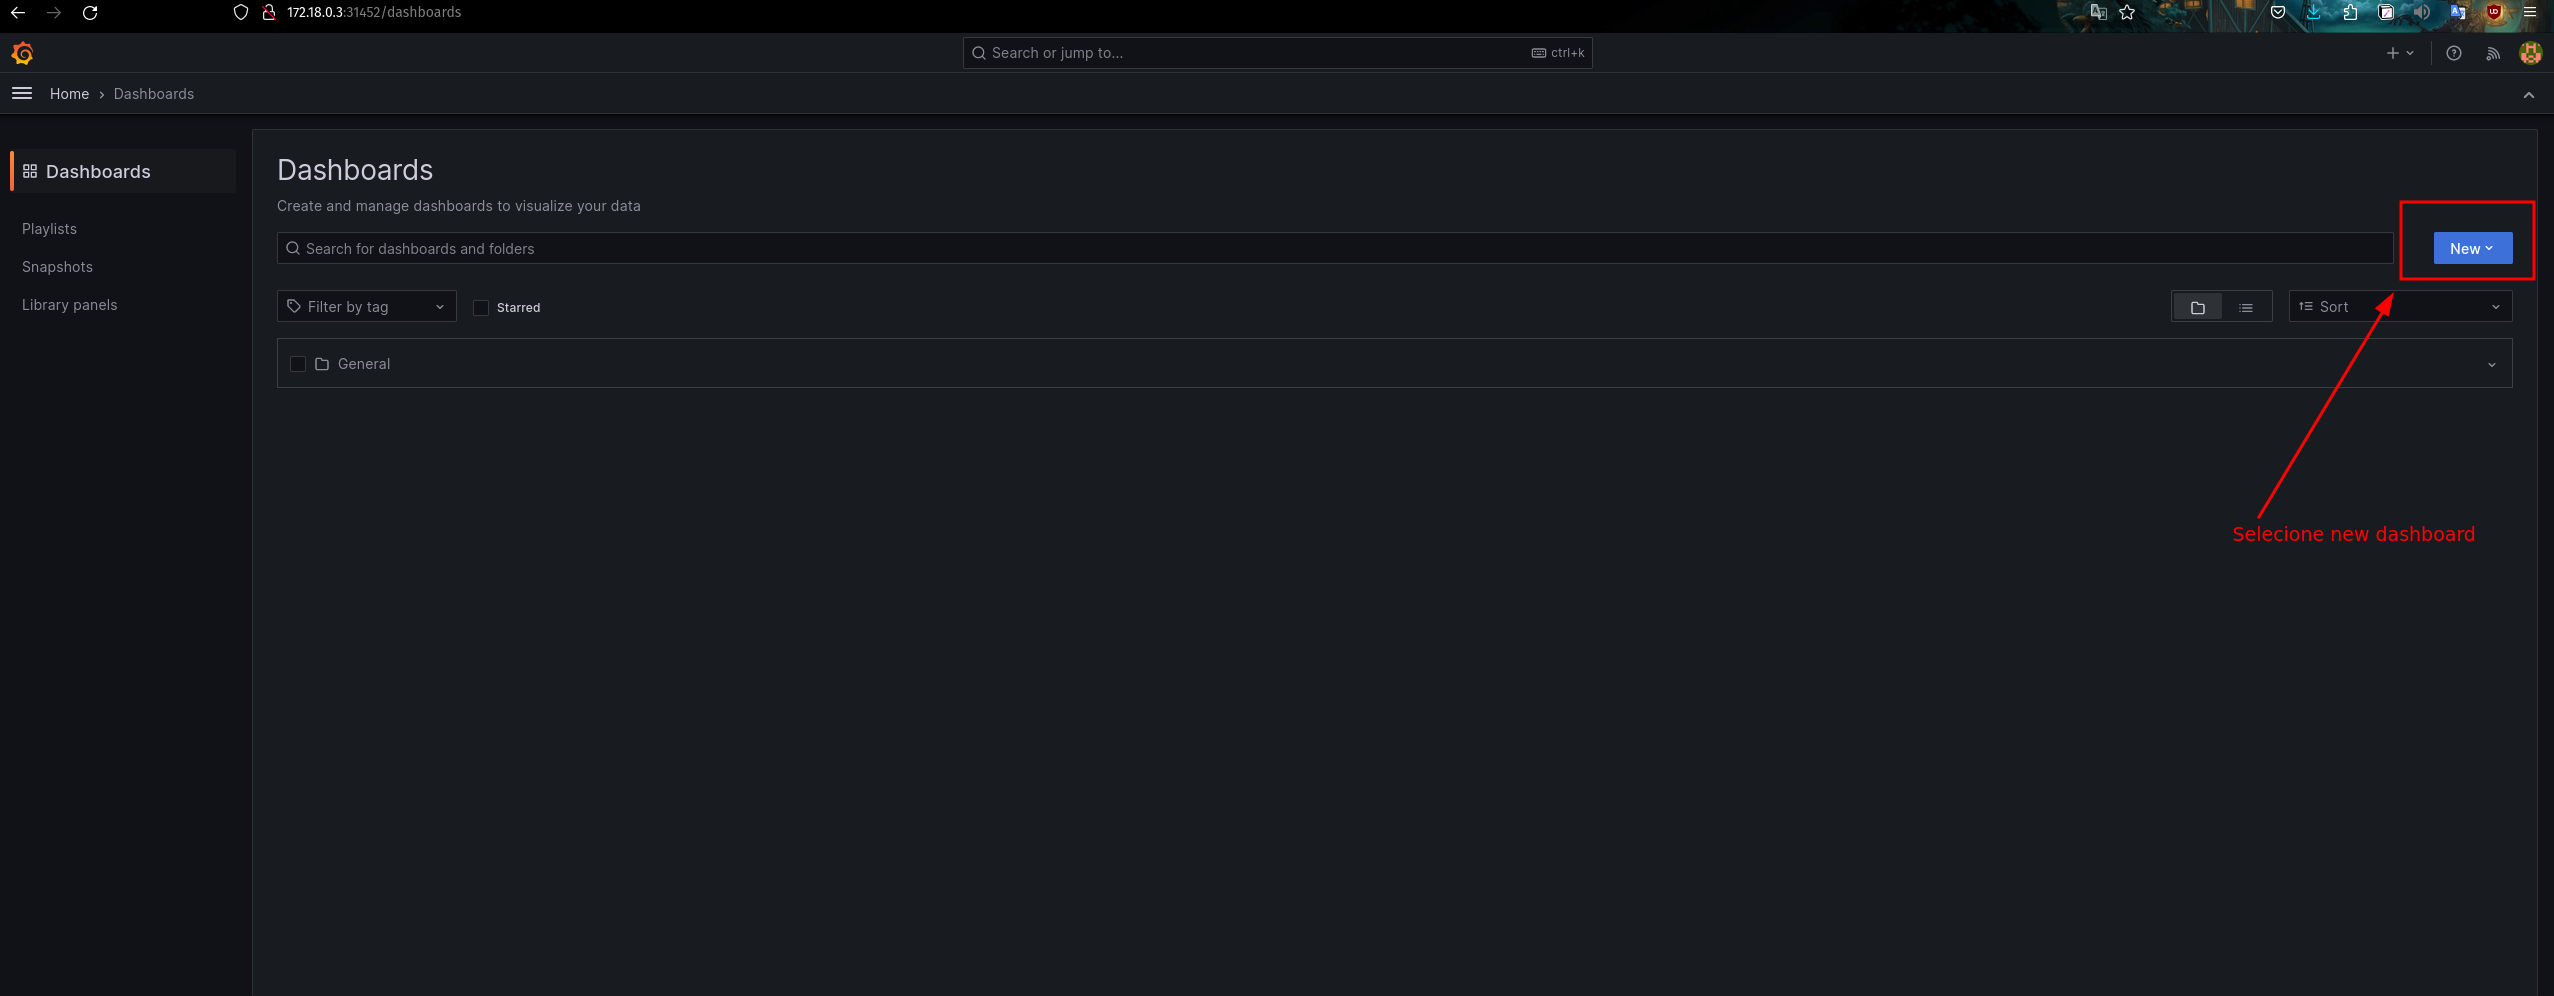 172.18.0.3:31452/dashboards
Search or jump to...
ctrl+k
Home › Dashboards
Dashboards
Playlists
Snapshots
Library panels
Dashboards
Create and manage dashboards to visualize your data
Search for dashboards and folders
New
Filter by tag
Starred
Sort
General
Selecione new dashboard